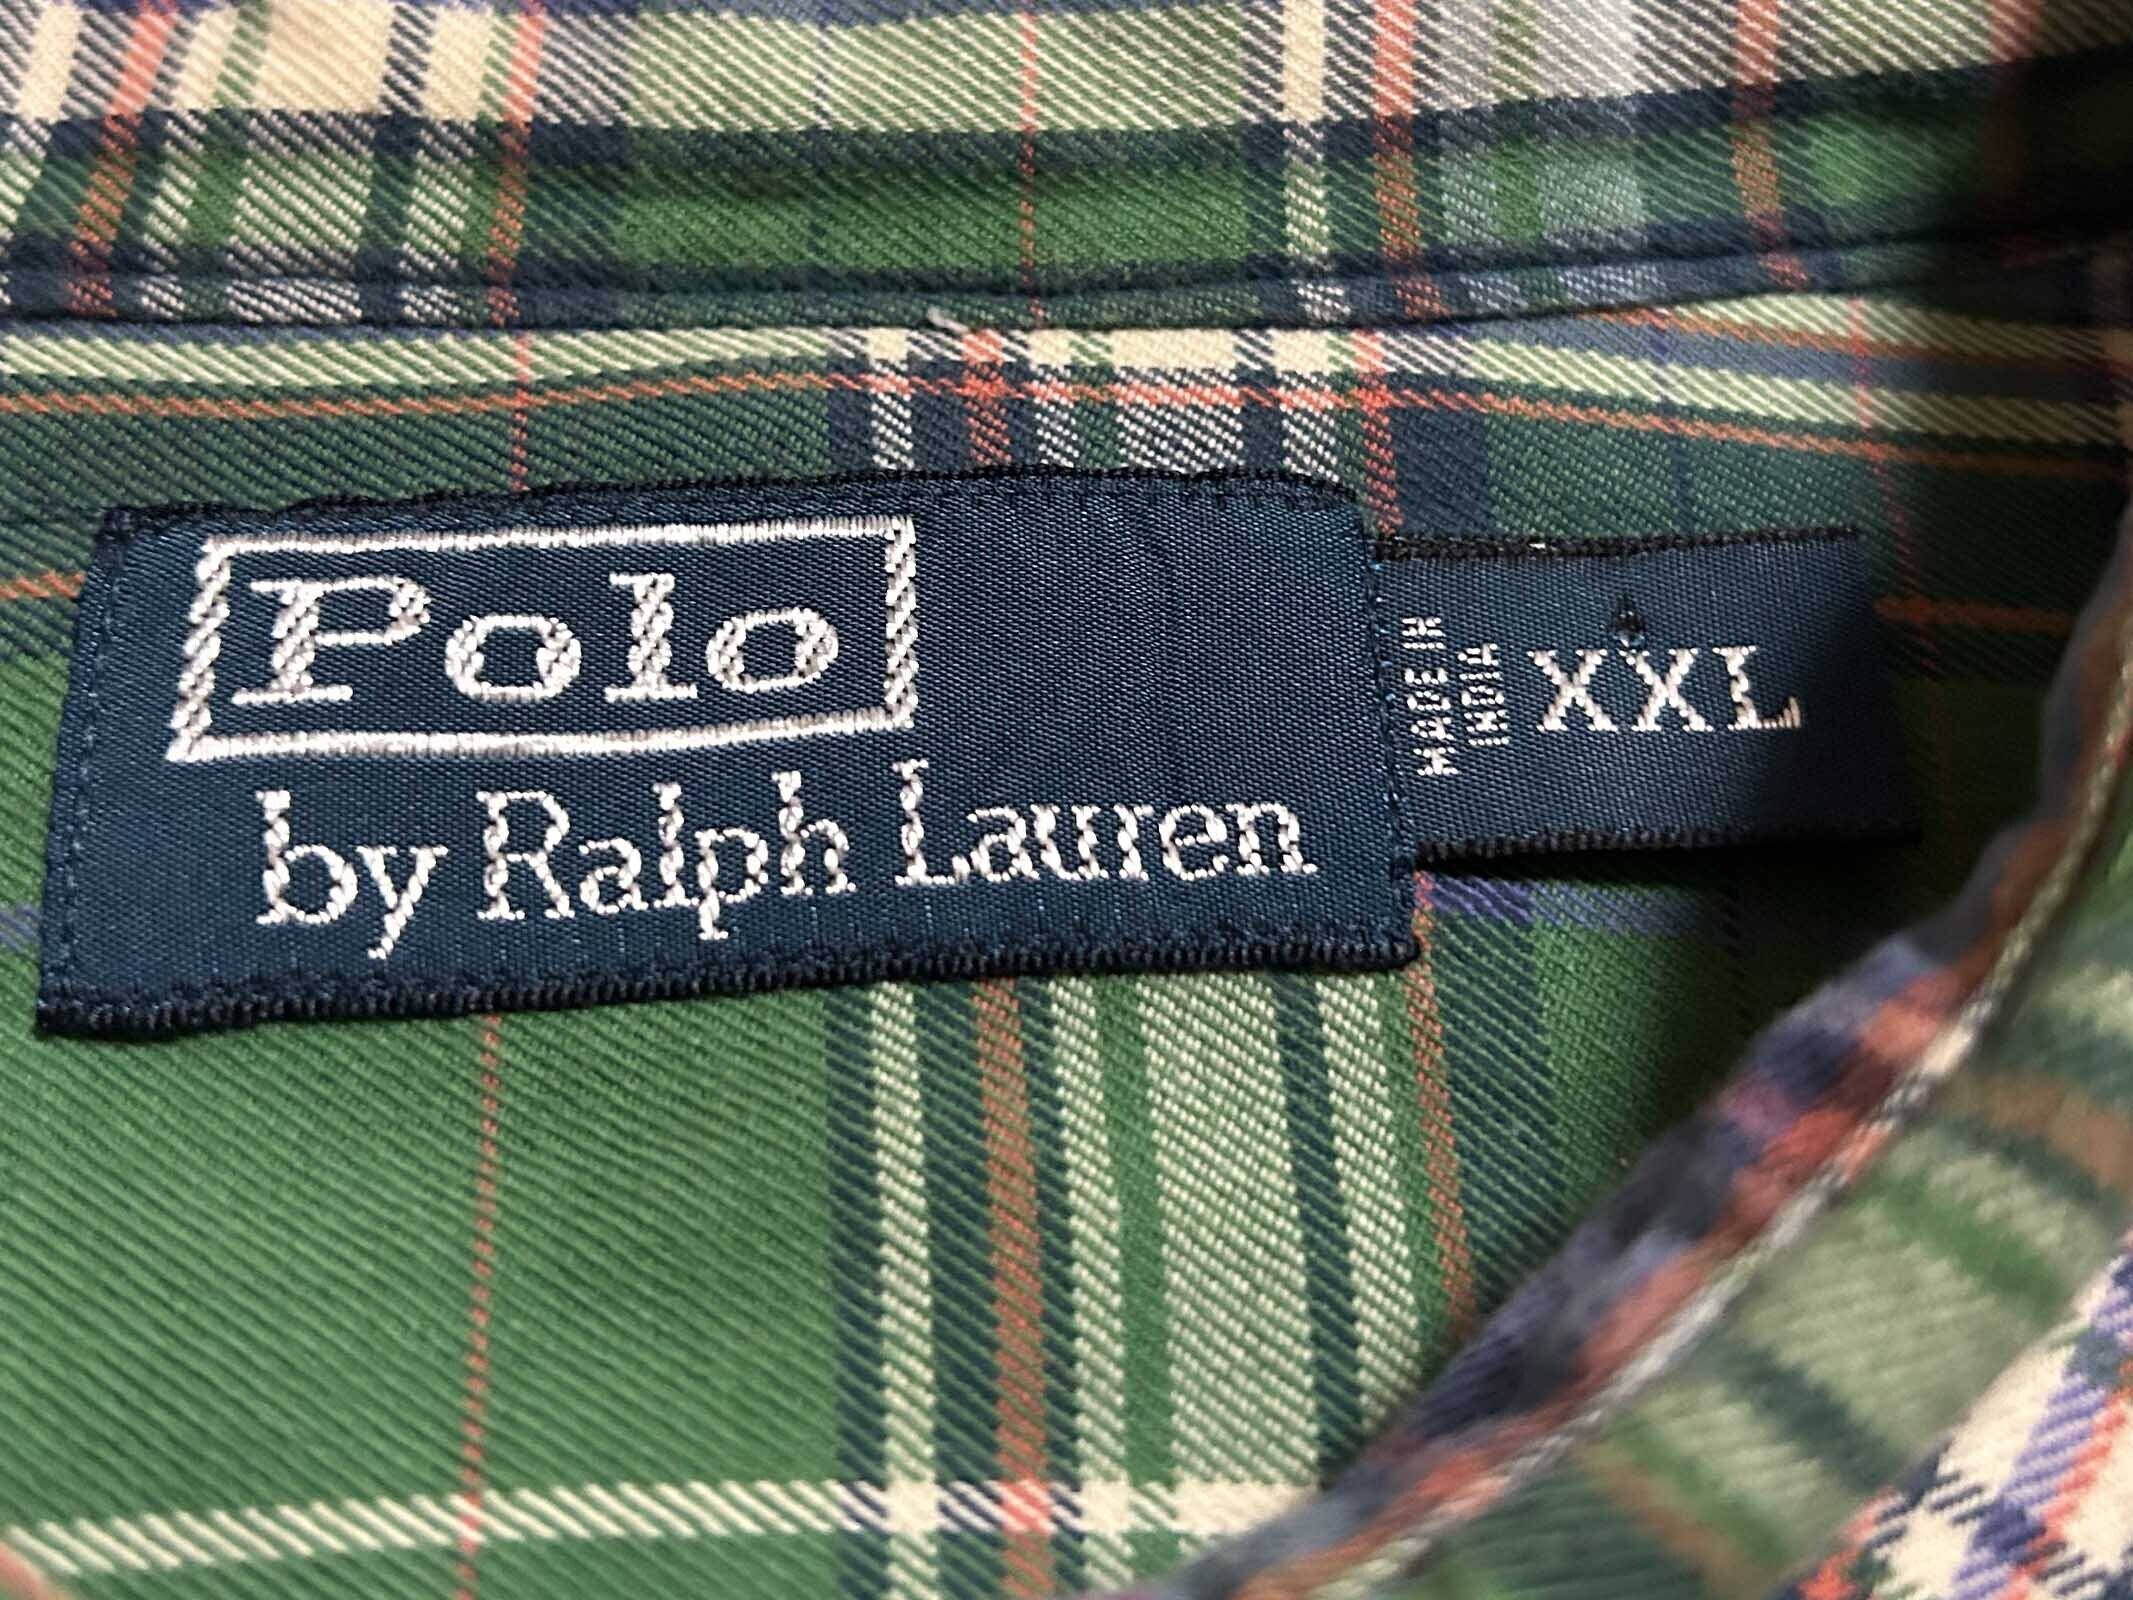 Polo
by Ralph Lauren
MADE IN
INDIA
XXL